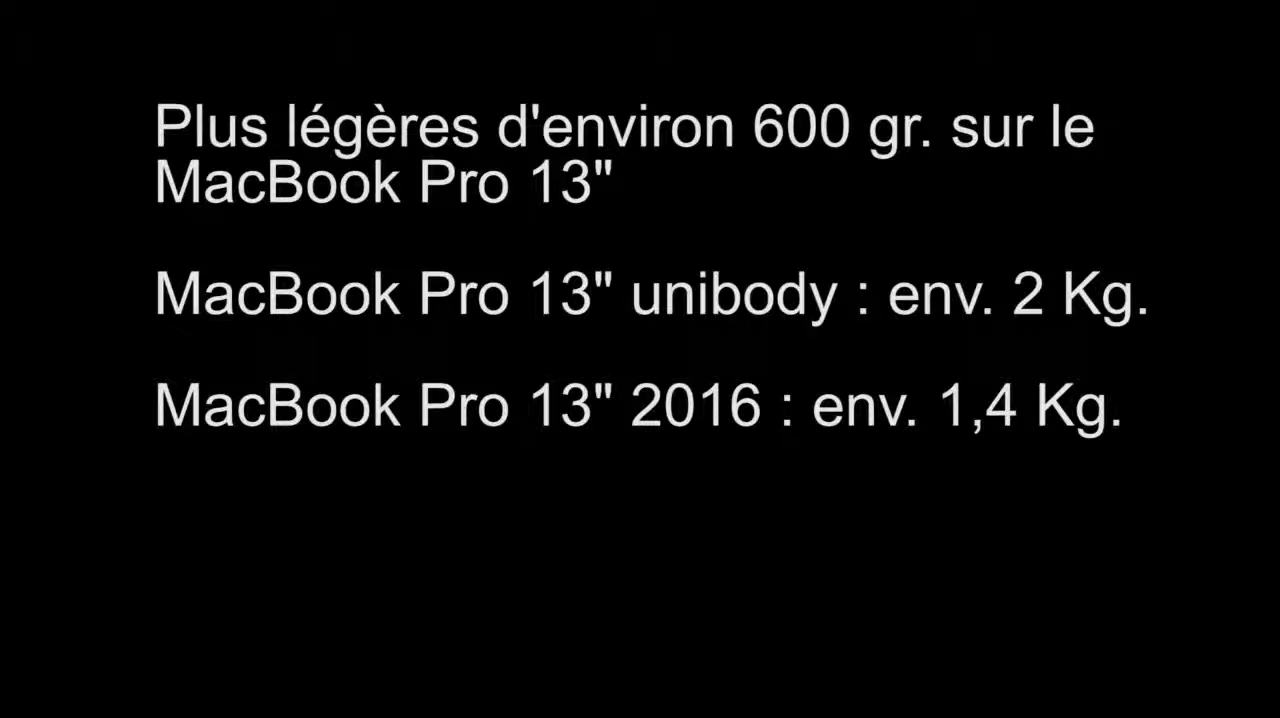 Plus légères d'environ 600 gr. sur le
MacBook Pro 13"
MacBook Pro 13" unibody : env. 2 Kg.
MacBook Pro 13" 2016 : env. 1,4 Kg.